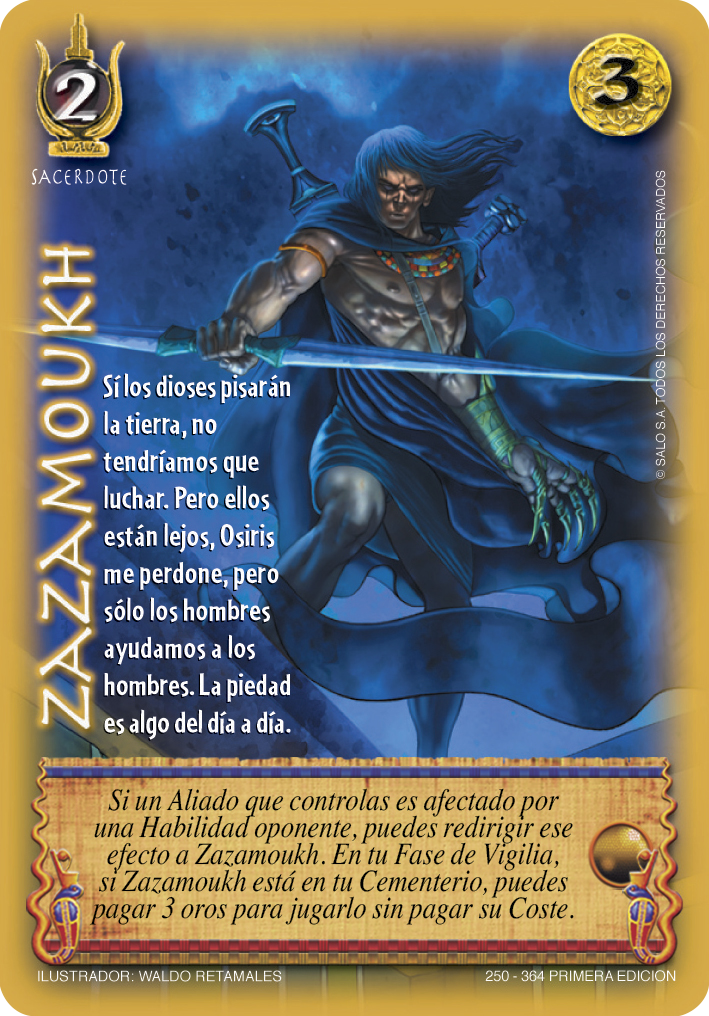 2
3
SACERDOTE
ZAZAMOUKH
Sí los dioses pisarán
la tierra, no
tendríamos que
luchar. Pero ellos
están lejos, Osiris
me perdone, pero
sólo los hombres
ayudamos a los
hombres. La piedad
es algo del día a día.
© SALO S.A. TODOS LOS DERECHOS RESERVADOS
Si un Aliado que controlas es afectado por
una Habilidad oponente, puedes redirigir ese
efecto a Zazamoukh. En tu Fase de Vigilia,
si Zazamoukh está en tu Cementerio, puedes
pagar 3 oros para jugarlo sin pagar su Coste.
ILUSTRADOR: WALDO RETAMALES
250 - 364 PRIMERA EDICION